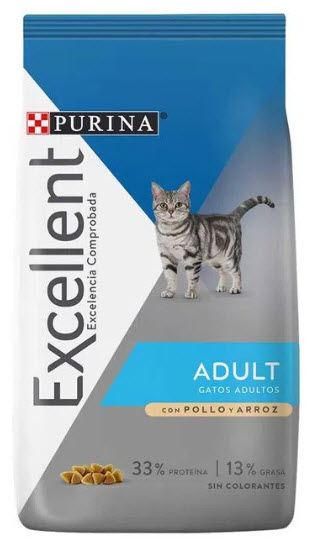 PURINA®
Excellent
Excelencia Comprobada
ADULT
GATOS ADULTOS
CON POLLO Y ARROZ
33% PROTEÍNA | 13% GRASA
SIN COLORANTES